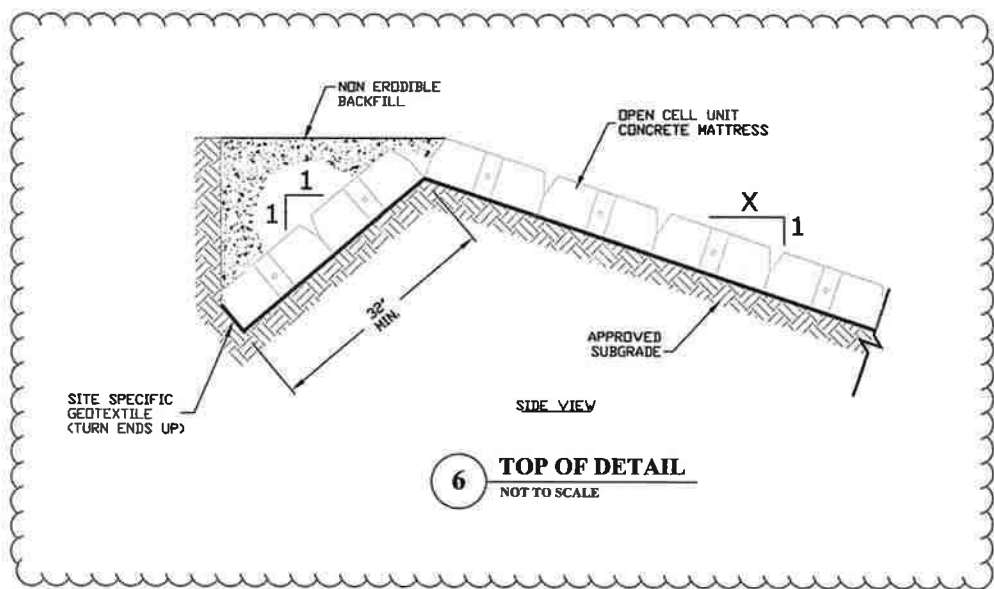 NON ERODIBLE
BACKFILL
OPEN CELL UNIT
CONCRETE MATTRESS
1
1
X
1
32"
MIN.
APPROVED
SUBGRADE
SITE SPECIFIC
GEOTEXTILE
(TURN ENDS UP)
SIDE VIEW
6
TOP OF DETAIL
NOT TO SCALE